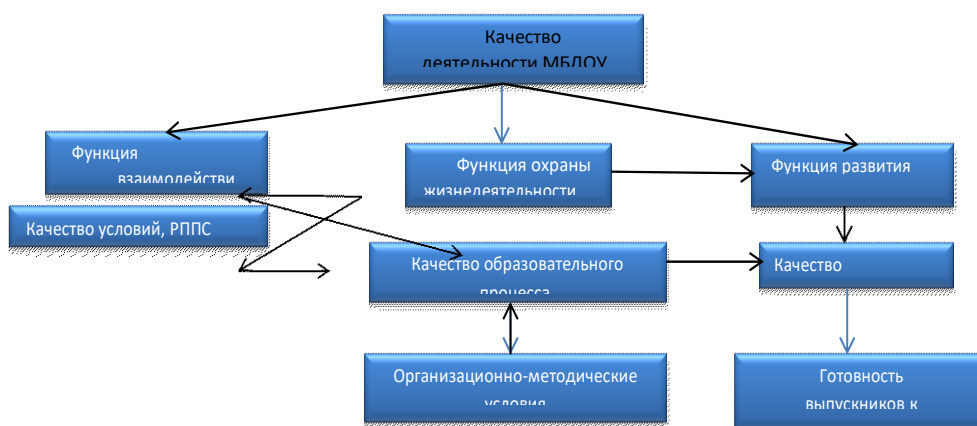 Качество
деятельности МБДОУ
Функция
взаимодействи
Функция охраны
жизнедеятельности
Функция развития
Качество условий, РППС
Качество образовательного
процесса
Качество
Организационно-методические
условия
Готовность
выпускников к